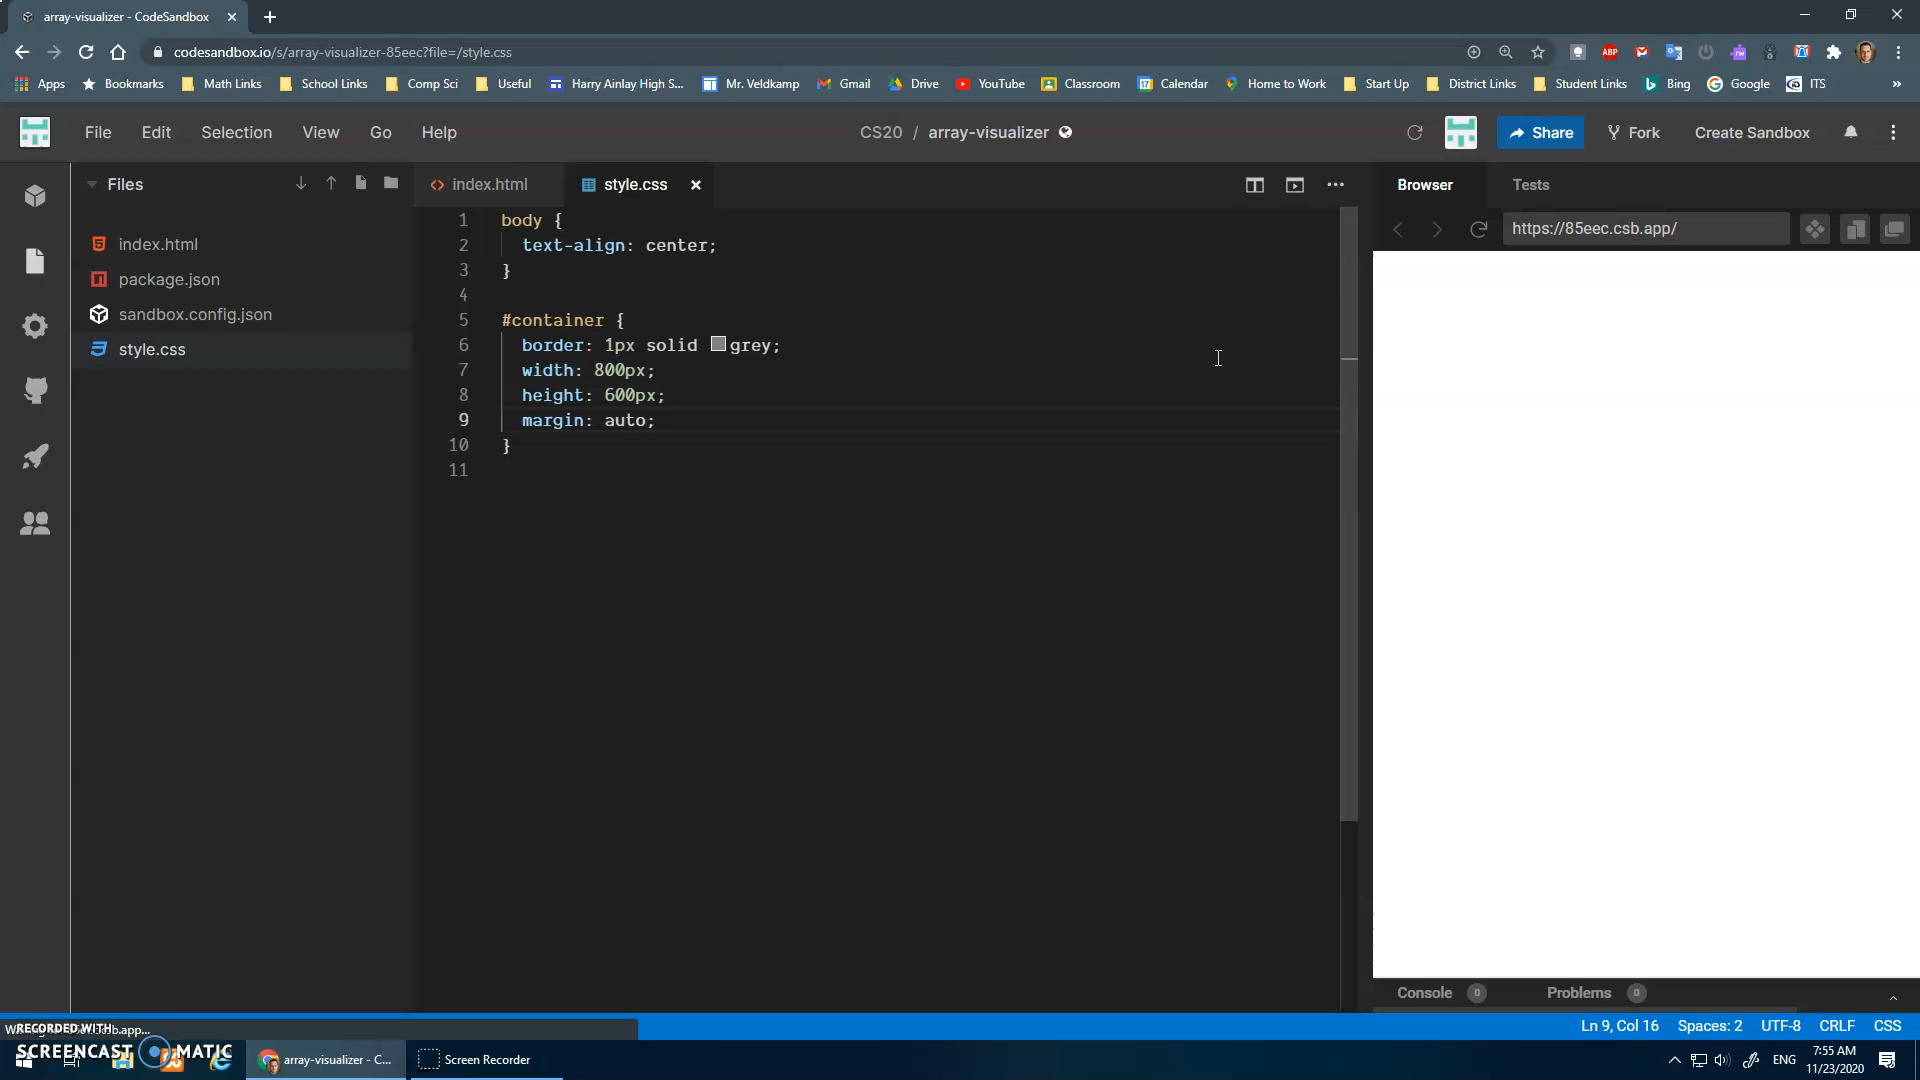 array-visualizer - CodeSandbox
codesandbox.io/s/array-visualizer-85eec?file=/style.css
ABP
Apps Bookmarks Math Links School Links Comp Sci Useful Harry Ainlay High S... Mr. Veldkamp Gmail Drive YouTube Classroom 17 Calendar Home to Work Start Up District Links Student Links Bing Google ITS »
File Edit Selection View Go Help CS20 / array-visualizer Share Fork Create Sandbox
Files index.html style.css Browser Tests
https://85eec.csb.app/
index.html
package.json
sandbox.config.json
style.css
1 body {
2 text-align: center;
3 }
4
5 #container {
6 border: 1px solid grey;
7 width: 800px;
8 height: 600px;
9 margin: auto;
10 }
11
Console 0 Problems 0
Ln 9, Col 16 Spaces: 2 UTF-8 CRLF CSS
RECORDED WITH
SCREENCAST MATIC
array-visualizer - C... Screen Recorder
ENG 7:55 AM
11/23/2020